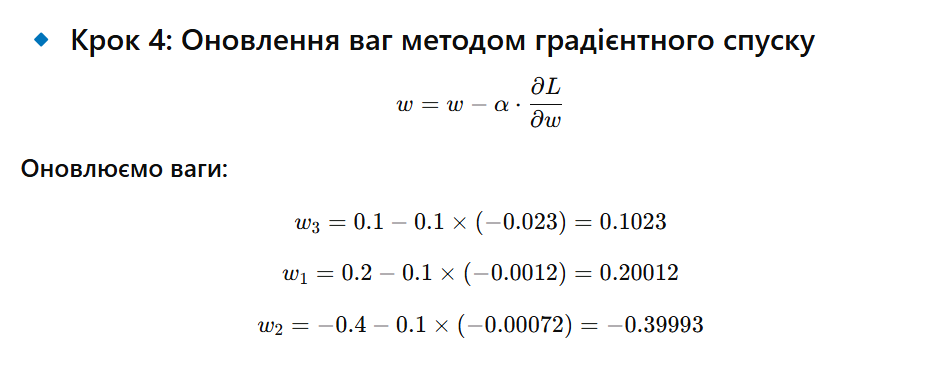 Крок 4: Оновлення ваг методом градієнтного спуску
w = w − α · ∂L/∂w
Оновлюємо ваги:
w₃ = 0.1 − 0.1 × (−0.023) = 0.1023
w₁ = 0.2 − 0.1 × (−0.0012) = 0.20012
w₂ = −0.4 − 0.1 × (−0.00072) = −0.39993